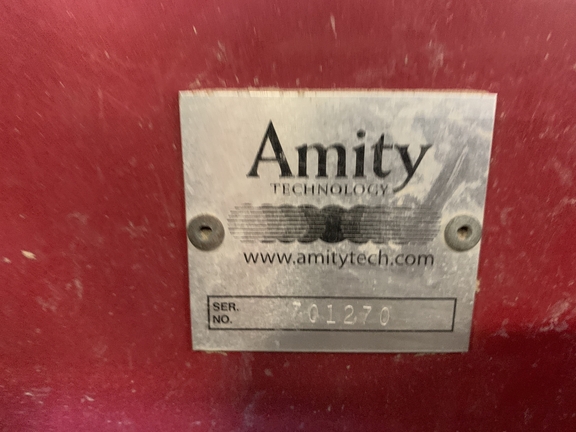 Amity
TECHNOLOGY
www.amitytech.com
SER.
NO. 701270